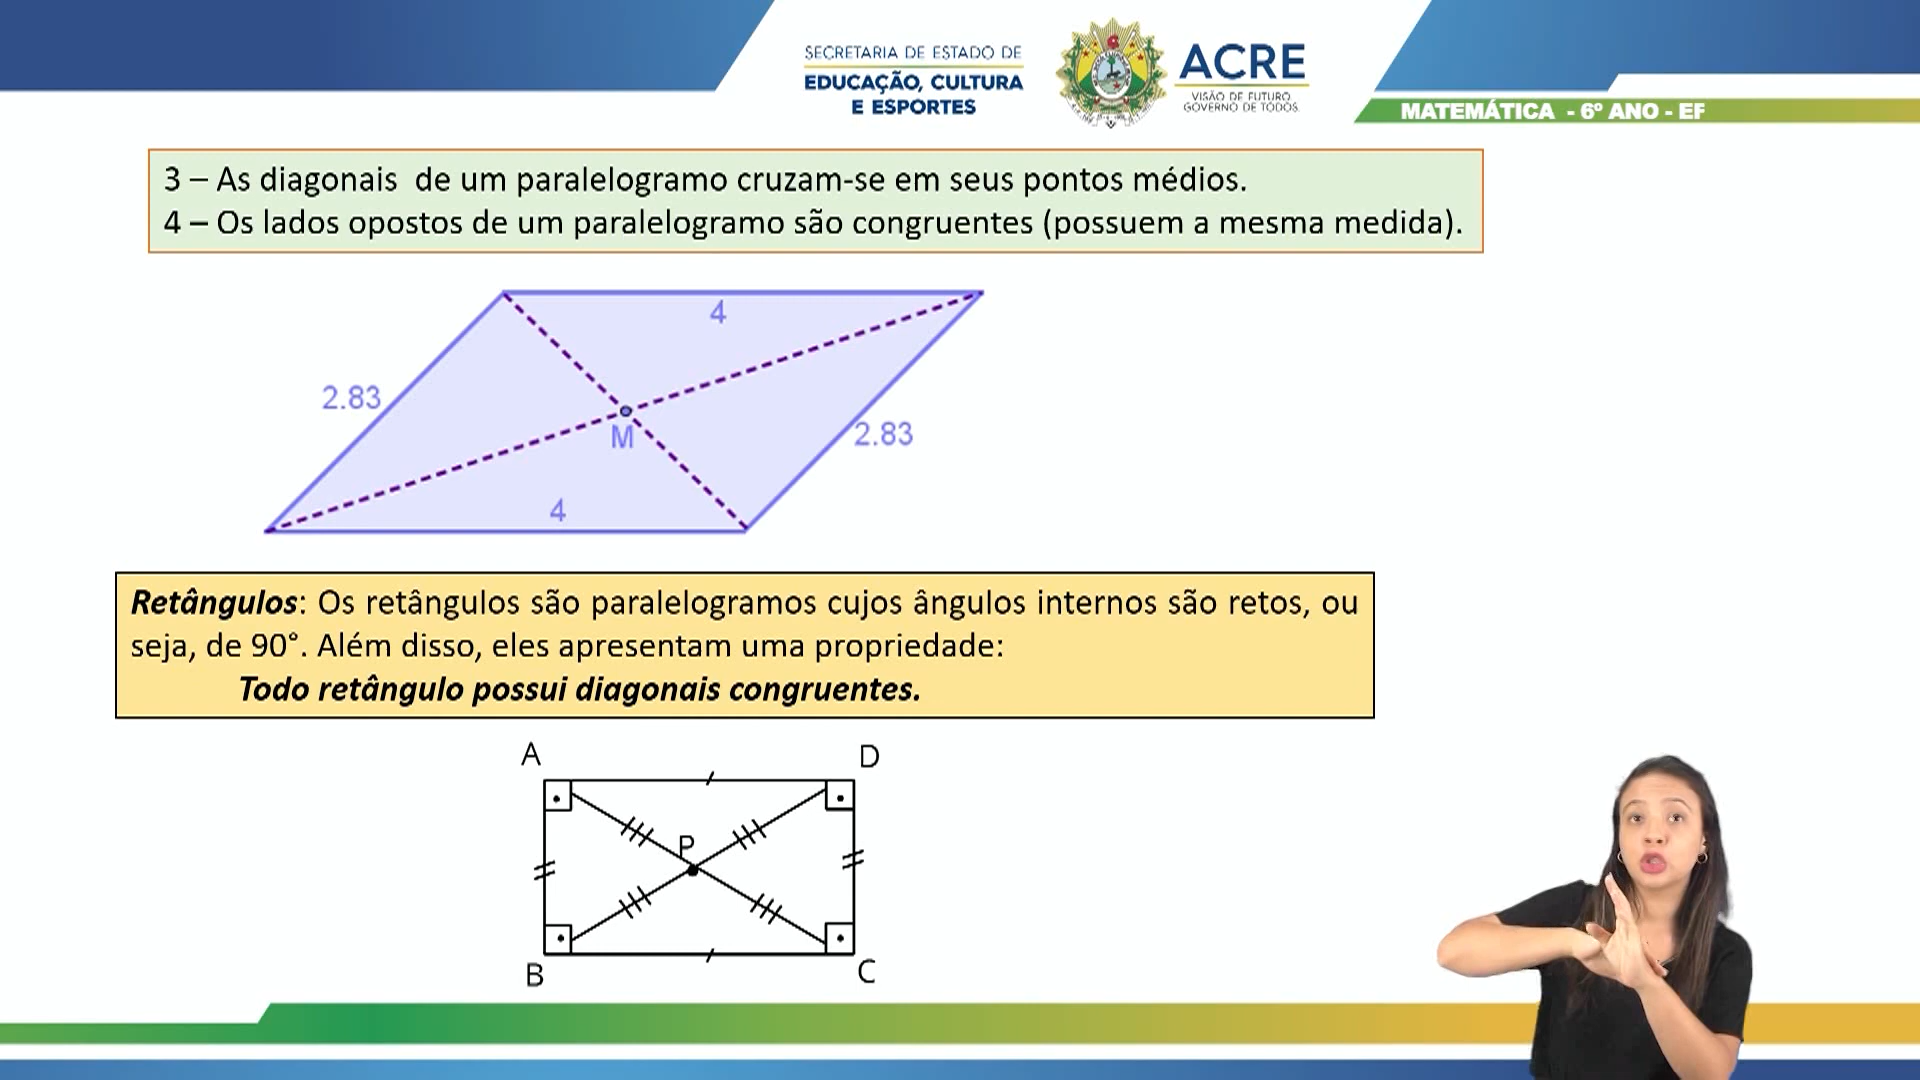 SECRETARIA DE ESTADO DE
EDUCAÇÃO, CULTURA
E ESPORTES
ACRE
VISÃO DE FUTURO.
GOVERNO DE TODOS.
MATEMÁTICA - 6º ANO - EF
3 – As diagonais de um paralelogramo cruzam-se em seus pontos médios.
4 – Os lados opostos de um paralelogramo são congruentes (possuem a mesma medida).
4
2.83
M
2.83
4
Retângulos: Os retângulos são paralelogramos cujos ângulos internos são retos, ou
seja, de 90°. Além disso, eles apresentam uma propriedade:
Todo retângulo possui diagonais congruentes.
A
D
P
B
C